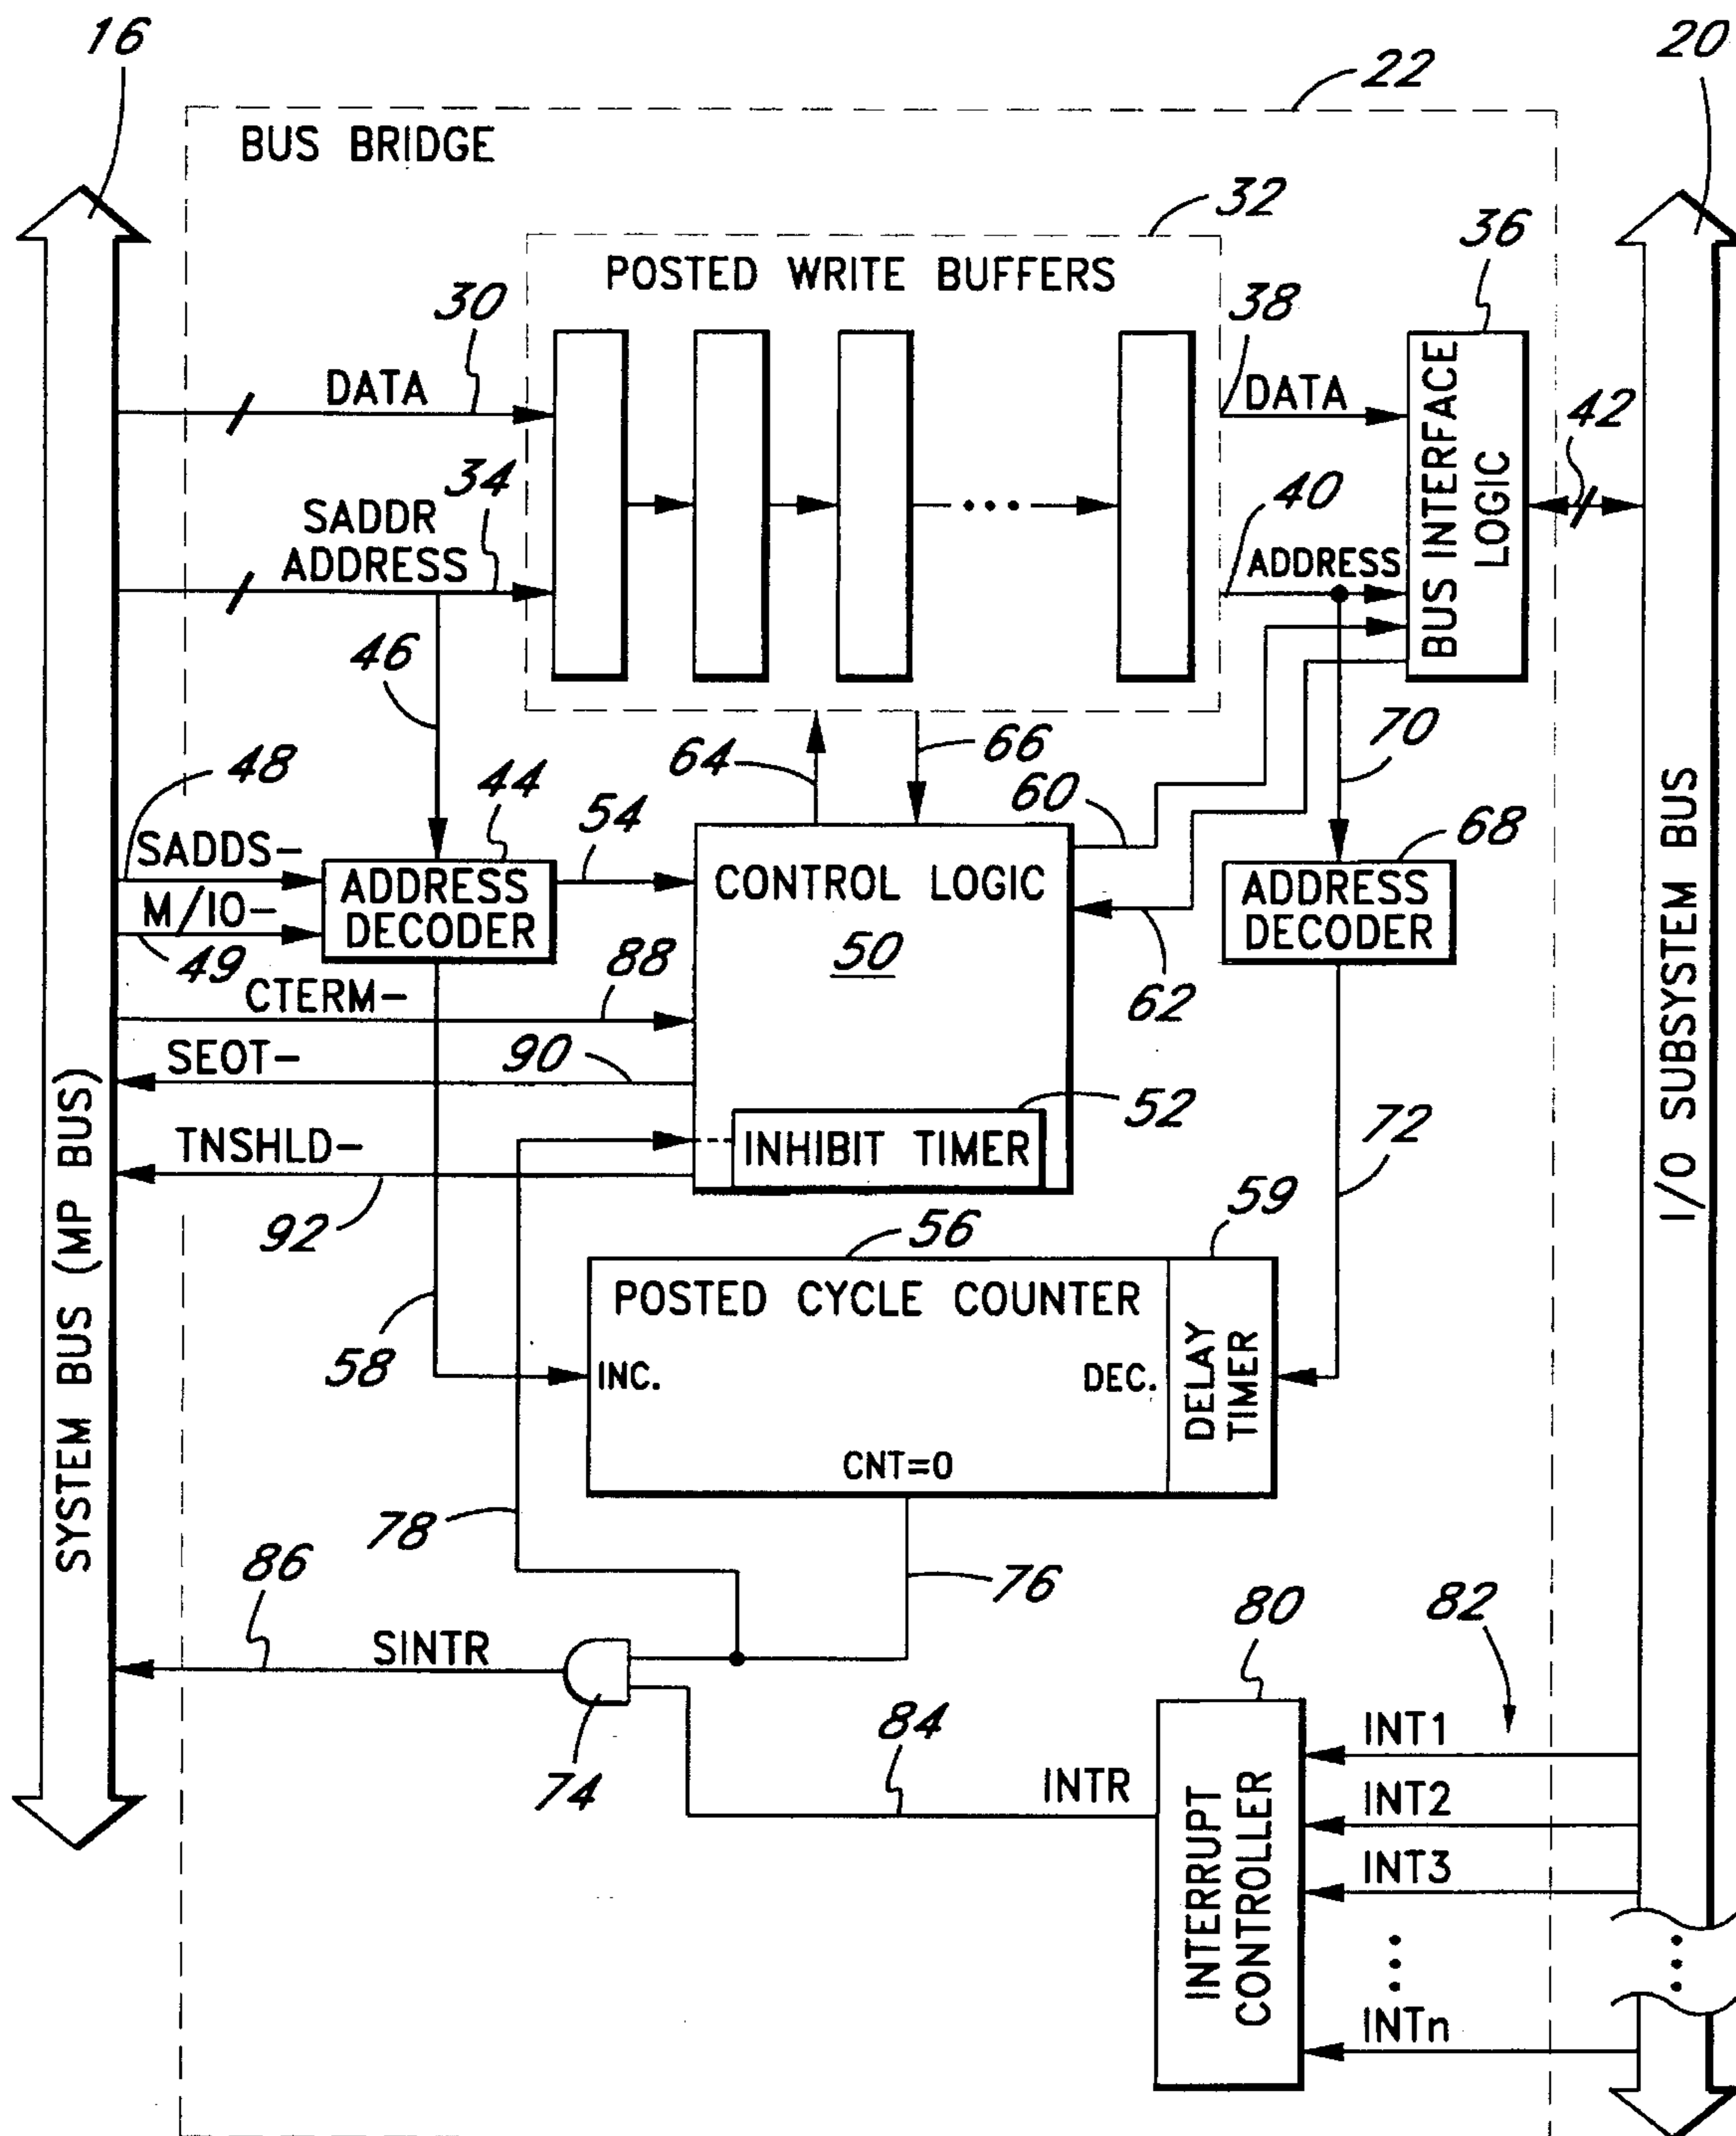 16
20
22
BUS BRIDGE
32
36
POSTED WRITE BUFFERS
30
38
DATA
DATA
42
34
SADDR
ADDRESS
40
ADDRESS
BUS INTERFACE
LOGIC
46
70
64
66
48
44
54
60
68
SADDS-
ADDRESS
DECODER
M/IO-
49
CONTROL LOGIC
50
ADDRESS
DECODER
62
88
CTERM-
SEOT-
90
52
72
TNSHLD-
INHIBIT TIMER
92
56
59
POSTED CYCLE COUNTER
58
INC.
DEC.
DELAY
TIMER
CNT=0
78
76
SYSTEM BUS (MP BUS)
I/O SUBSYSTEM BUS
86
80
82
SINTR
74
84
INTR
INTERRUPT
CONTROLLER
INT1
INT2
INT3
INTn